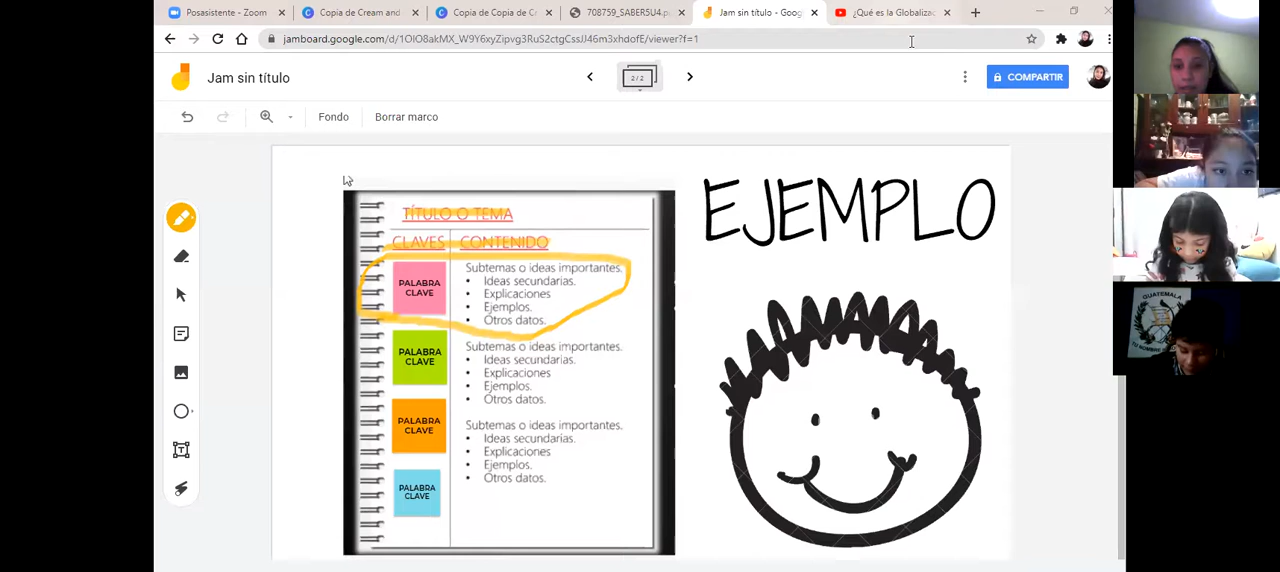 Posasistente - Zoom
Copia de Cream and
Copia de Copia de C
708759_SABER5U4.p
Jam sin título - Goog
¿Qué es la Globaliza
jamboard.google.com/d/1OlO8akMX_W9Y6xyZipvg3RuS2ctgCssJJ46m3xhdofE/viewer?f=1
Jam sin título
2 / 2
COMPARTIR
Fondo
Borrar marco
TÍTULO O TEMA
CLAVES CONTENIDO
PALABRA CLAVE
Subtemas o ideas importantes.
• Ideas secundarias.
• Explicaciones
• Ejemplos.
• Otros datos.
PALABRA CLAVE
Subtemas o ideas importantes.
• Ideas secundarias.
• Explicaciones
• Ejemplos.
• Otros datos.
PALABRA CLAVE
Subtemas o ideas importantes.
• Ideas secundarias.
• Explicaciones
• Ejemplos.
• Otros datos.
PALABRA CLAVE
EJEMPLO
GUATEMALA